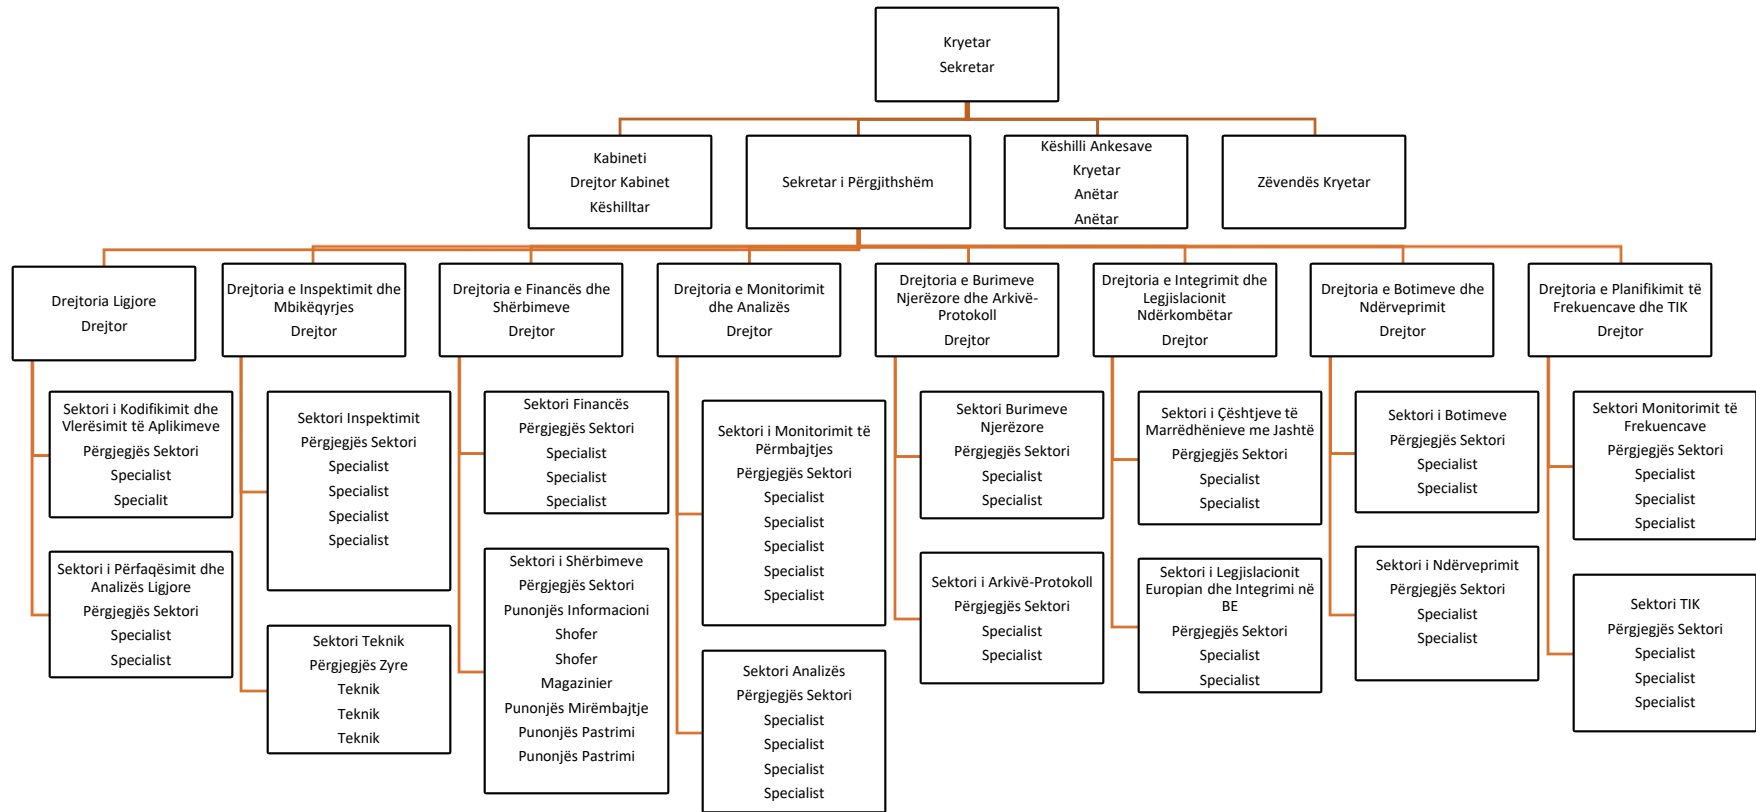 Kryetar
Sekretar
Kabineti
Drejtor Kabinet
Këshilltar
Sekretar i Përgjithshëm
Këshilli Ankesave
Kryetar
Anëtar
Anëtar
Zëvendës Kryetar
Drejtoria Ligjore
Drejtor
Drejtoria e Inspektimit dhe
Mbikëqyrjes
Drejtor
Drejtoria e Financës dhe
Shërbimeve
Drejtor
Drejtoria e Monitorimit
dhe Analizës
Drejtor
Drejtoria e Burimeve
Njerëzore dhe Arkivë-
Protokoll
Drejtor
Drejtoria e Integrimit dhe
Legjislacionit
Ndërkombëtar
Drejtor
Drejtoria e Botimeve dhe
Ndërveprimit
Drejtor
Drejtoria e Planifikimit të
Frekuencave dhe TIK
Drejtor
Sektori i Kodifikimit dhe
Vlerësimit të Aplikimeve
Përgjegjës Sektori
Specialist
Specialit
Sektori i Përfaqësimit dhe
Analizës Ligjore
Përgjegjës Sektori
Specialist
Specialist
Sektori Inspektimit
Përgjegjës Sektori
Specialist
Specialist
Specialist
Specialist
Sektori Teknik
Përgjegjës Zyre
Teknik
Teknik
Teknik
Sektori Financës
Përgjegjës Sektori
Specialist
Specialist
Specialist
Sektori i Shërbimeve
Përgjegjës Sektori
Punonjës Informacioni
Shofer
Shofer
Magazinier
Punonjës Mirëmbajtje
Punonjës Pastrimi
Punonjës Pastrimi
Sektori i Monitorimit të
Përmbajtjes
Përgjegjës Sektori
Specialist
Specialist
Specialist
Specialist
Specialist
Sektori Analizës
Përgjegjës Sektori
Specialist
Specialist
Specialist
Specialist
Sektori Burimeve
Njerëzore
Përgjegjës Sektori
Specialist
Specialist
Sektori i Arkivë-Protokoll
Përgjegjës Sektori
Specialist
Specialist
Sektori i Çështjeve të
Marrëdhënieve me Jashtë
Përgjegjës Sektori
Specialist
Specialist
Sektori i Legjislacionit
Europian dhe Integrimi në
BE
Përgjegjës Sektori
Specialist
Specialist
Sektori i Botimeve
Përgjegjës Sektori
Specialist
Specialist
Sektori i Ndërveprimit
Përgjegjës Sektori
Specialist
Specialist
Sektori Monitorimit të
Frekuencave
Përgjegjës Sektori
Specialist
Specialist
Specialist
Sektori TIK
Përgjegjës Sektori
Specialist
Specialist
Specialist